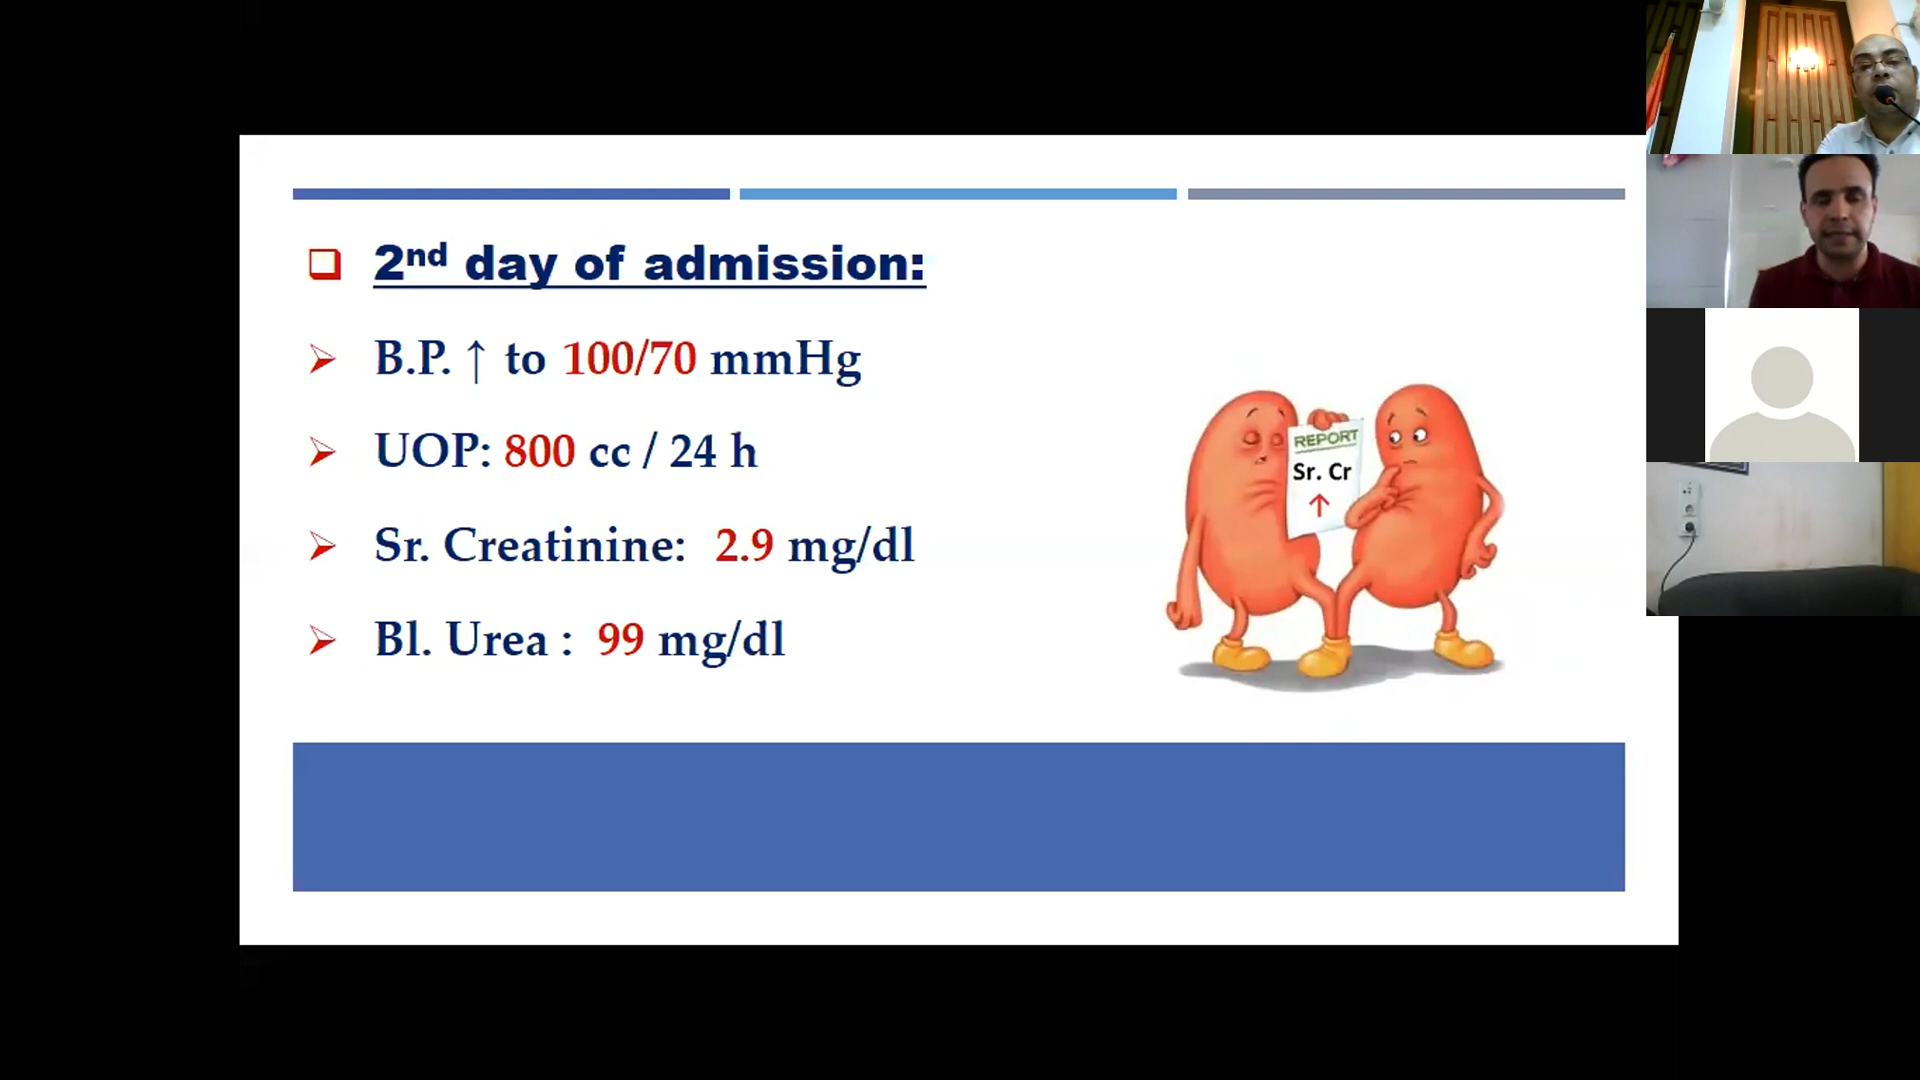 2nd day of admission:
B.P. ↑ to 100/70 mmHg
UOP: 800 cc / 24 h
Sr. Creatinine: 2.9 mg/dl
Bl. Urea : 99 mg/dl
REPORT
Sr. Cr
↑